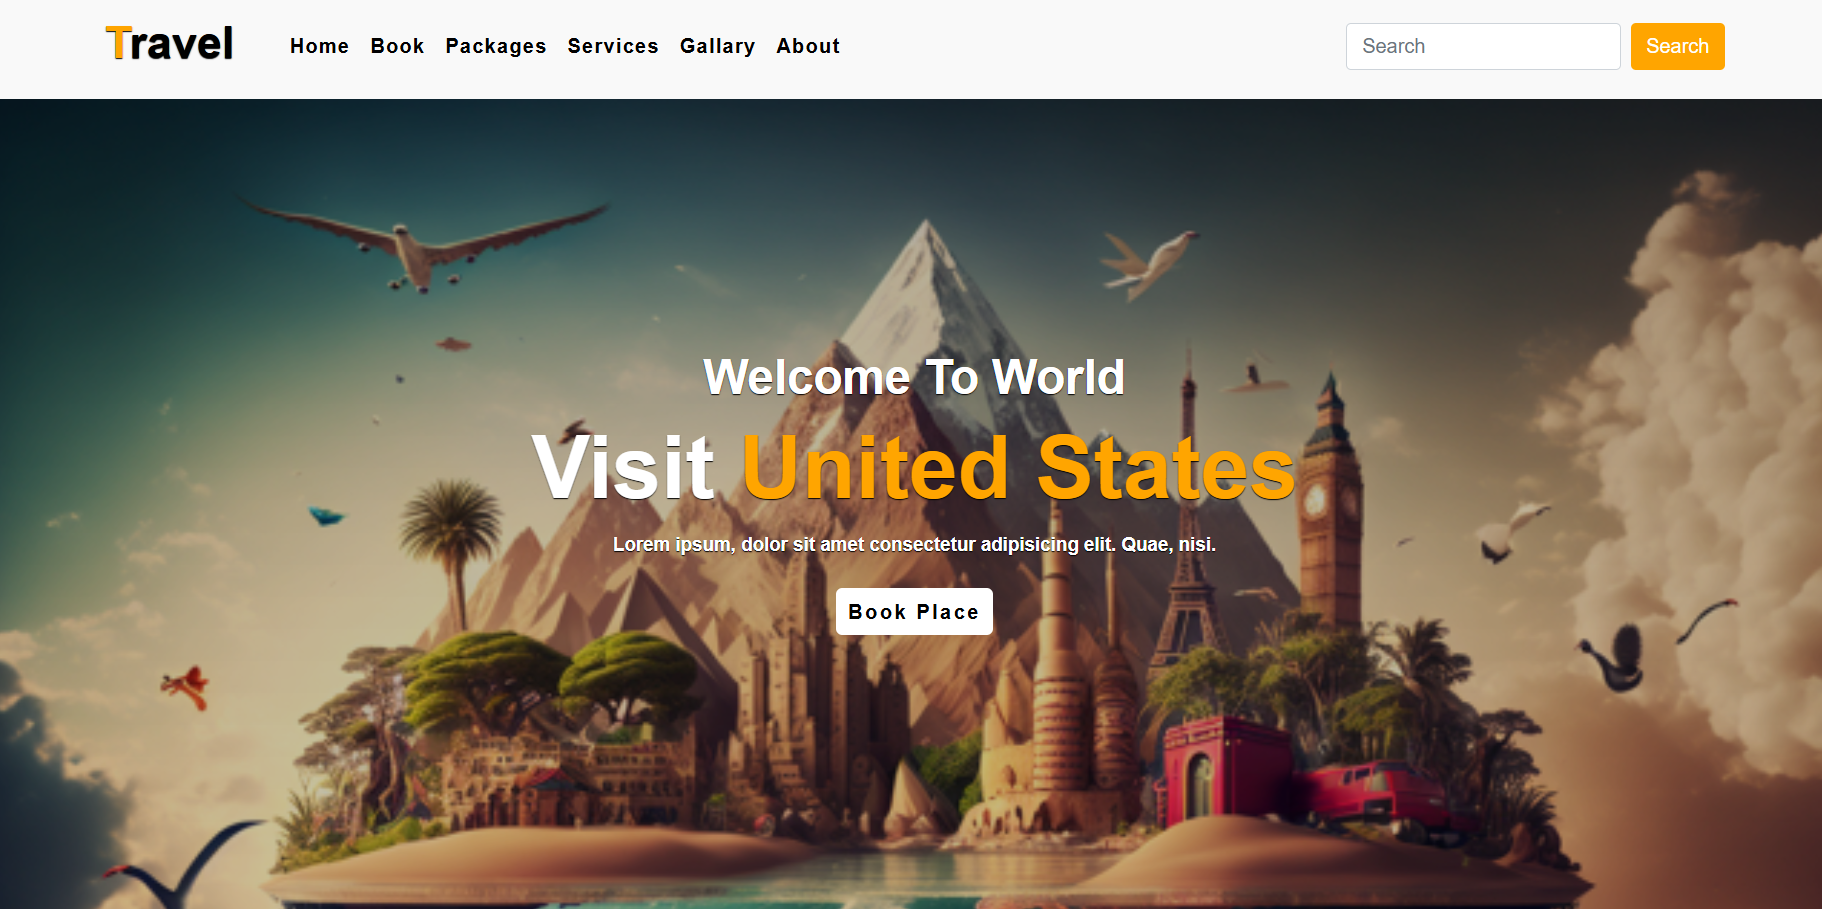 Travel
Home Book Packages Services Gallary About
Search Search
Welcome To World
Visit United States
Lorem ipsum, dolor sit amet consectetur adipisicing elit. Quae, nisi.
Book Place